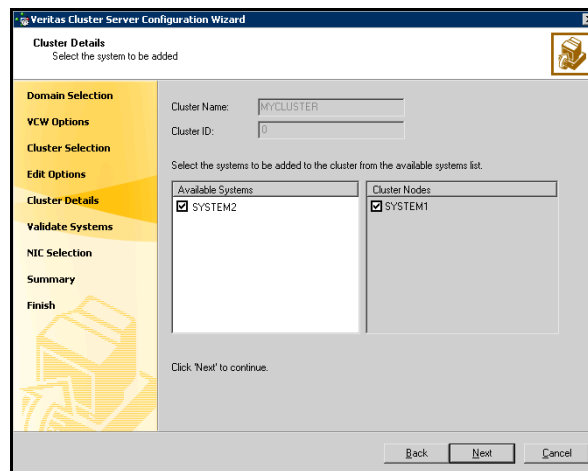 Veritas Cluster Server Configuration Wizard
Cluster Details
Select the system to be added
Domain Selection
VCW Options
Cluster Selection
Edit Options
Cluster Details
Validate Systems
NIC Selection
Summary
Finish
Cluster Name: MYCLUSTER
Cluster ID: 0
Select the systems to be added to the cluster from the available systems list.
Available Systems
SYSTEM2
Cluster Nodes
SYSTEM1
Click 'Next' to continue.
Back Next Cancel